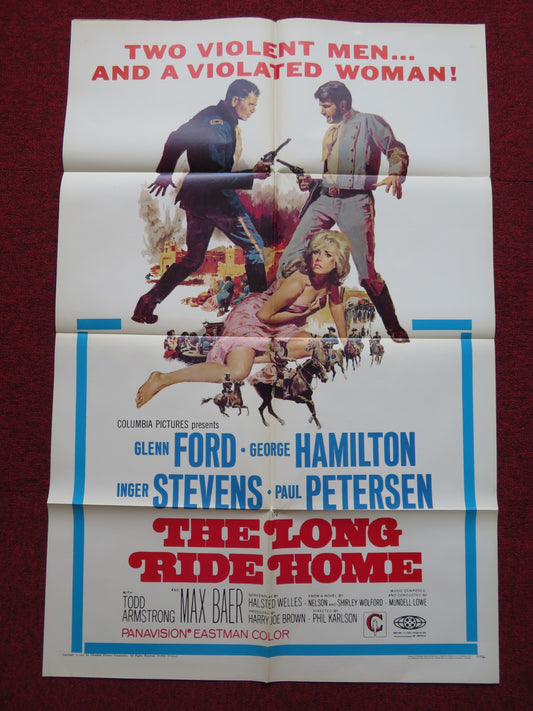 TWO VIOLENT MEN...
AND A VIOLATED WOMAN!
COLUMBIA PICTURES presents
GLENN FORD · GEORGE HAMILTON
INGER STEVENS · PAUL PETERSEN
IN
THE LONG
RIDE HOME
WITH TODD ARMSTRONG AND MAX BAER
SCREENPLAY BY HALSTED WELLES · FROM A NOVEL BY NELSON and SHIRLEY WOLFORD
MUSIC COMPOSED AND CONDUCTED BY MUNDELL LOWE
PRODUCED BY HARRY JOE BROWN · DIRECTED BY PHIL KARLSON
PANAVISION® EASTMAN COLOR